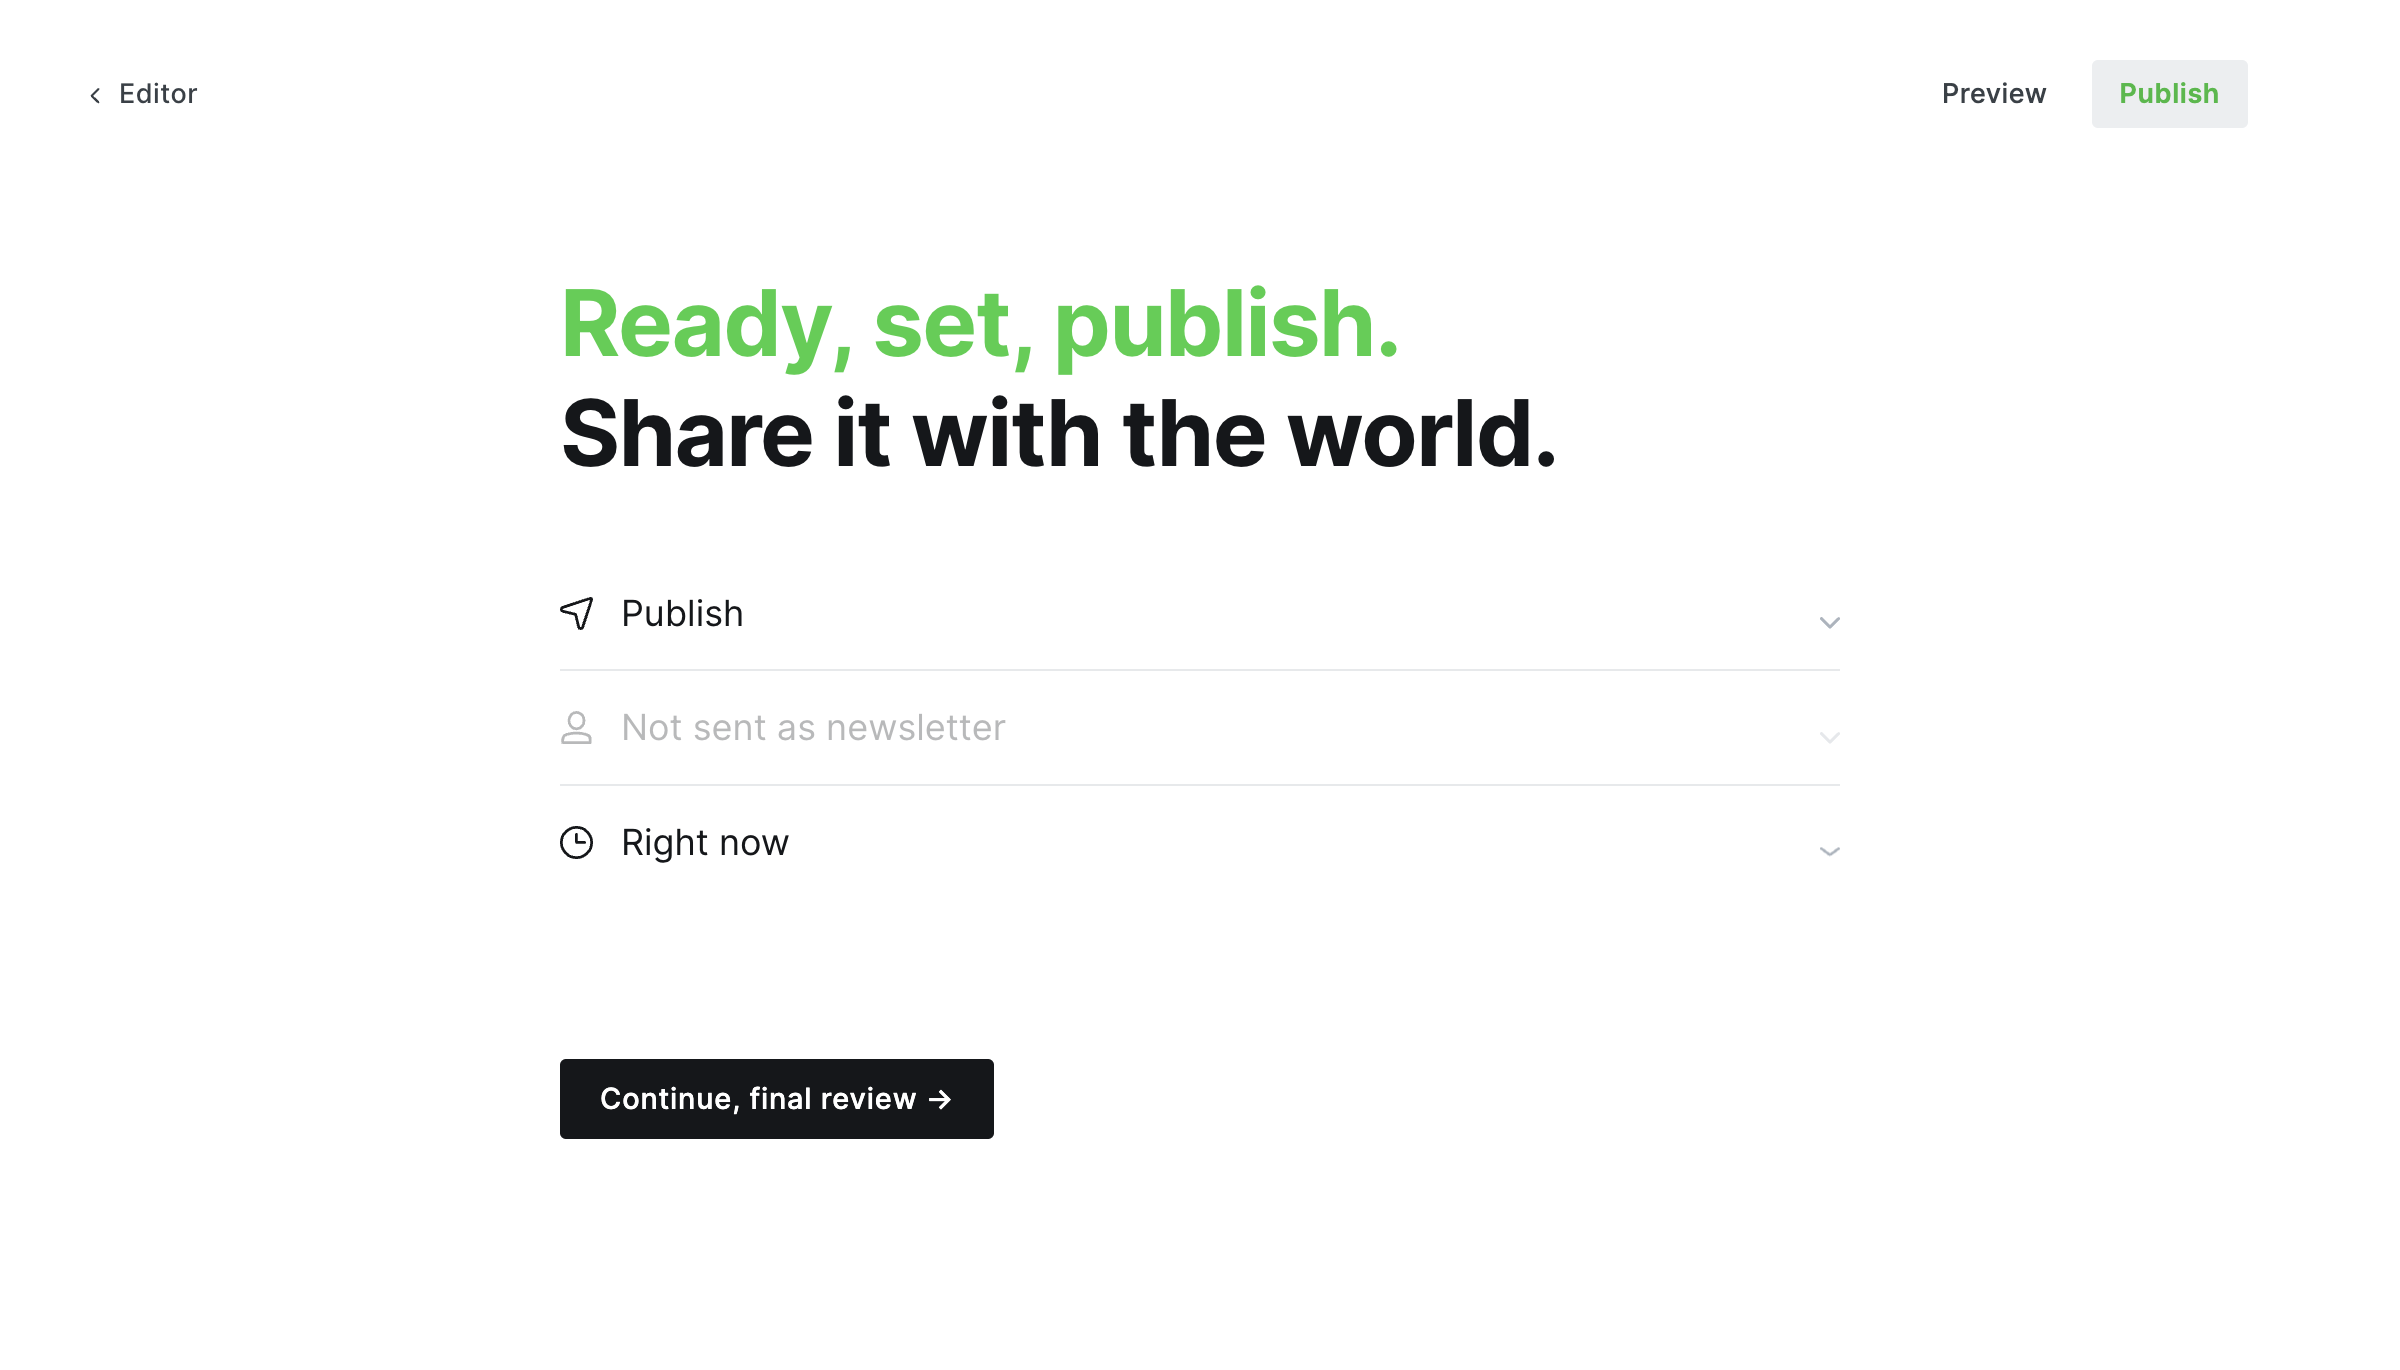 Editor
Preview
Publish
Ready, set, publish.
Share it with the world.
Publish
Not sent as newsletter
Right now
Continue, final review →